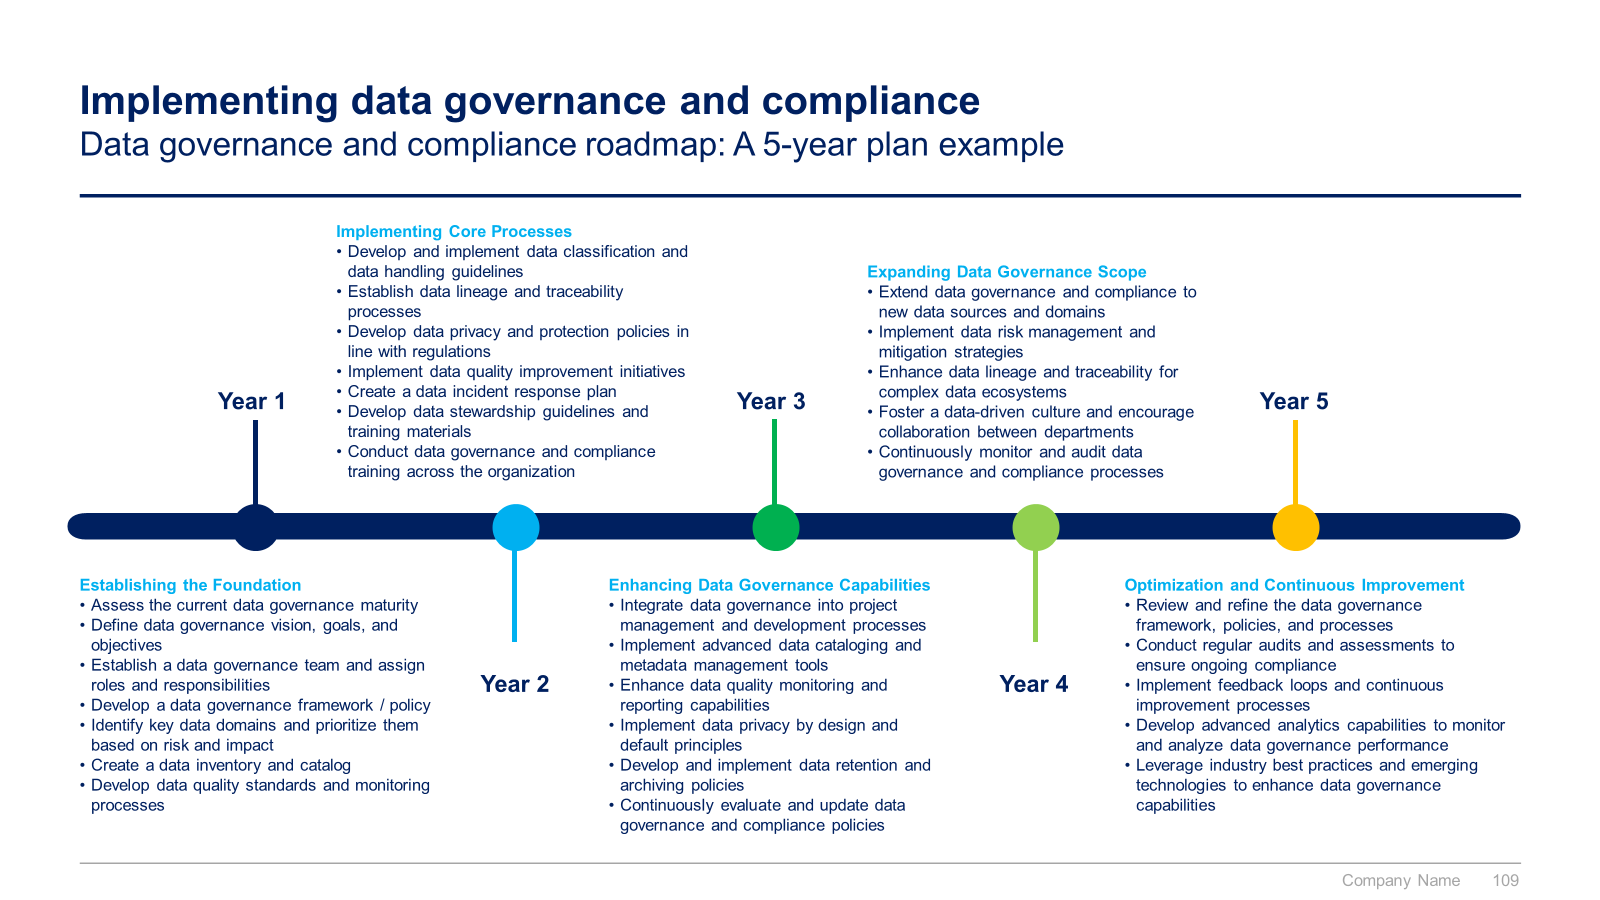 Implementing data governance and compliance
Data governance and compliance roadmap: A 5-year plan example
Year 1
Establishing the Foundation
• Assess the current data governance maturity
• Define data governance vision, goals, and
objectives
• Establish a data governance team and assign
roles and responsibilities
• Develop a data governance framework / policy
• Identify key data domains and prioritize them
based on risk and impact
• Create a data inventory and catalog
• Develop data quality standards and monitoring
processes
Implementing Core Processes
• Develop and implement data classification and
data handling guidelines
• Establish data lineage and traceability
processes
• Develop data privacy and protection policies in
line with regulations
• Implement data quality improvement initiatives
• Create a data incident response plan
• Develop data stewardship guidelines and
training materials
• Conduct data governance and compliance
training across the organization
Year 2
Year 3
Enhancing Data Governance Capabilities
• Integrate data governance into project
management and development processes
• Implement advanced data cataloging and
metadata management tools
• Enhance data quality monitoring and
reporting capabilities
• Implement data privacy by design and
default principles
• Develop and implement data retention and
archiving policies
• Continuously evaluate and update data
governance and compliance policies
Expanding Data Governance Scope
• Extend data governance and compliance to
new data sources and domains
• Implement data risk management and
mitigation strategies
• Enhance data lineage and traceability for
complex data ecosystems
• Foster a data-driven culture and encourage
collaboration between departments
• Continuously monitor and audit data
governance and compliance processes
Year 4
Year 5
Optimization and Continuous Improvement
• Review and refine the data governance
framework, policies, and processes
• Conduct regular audits and assessments to
ensure ongoing compliance
• Implement feedback loops and continuous
improvement processes
• Develop advanced analytics capabilities to monitor
and analyze data governance performance
• Leverage industry best practices and emerging
technologies to enhance data governance
capabilities
Company Name 109